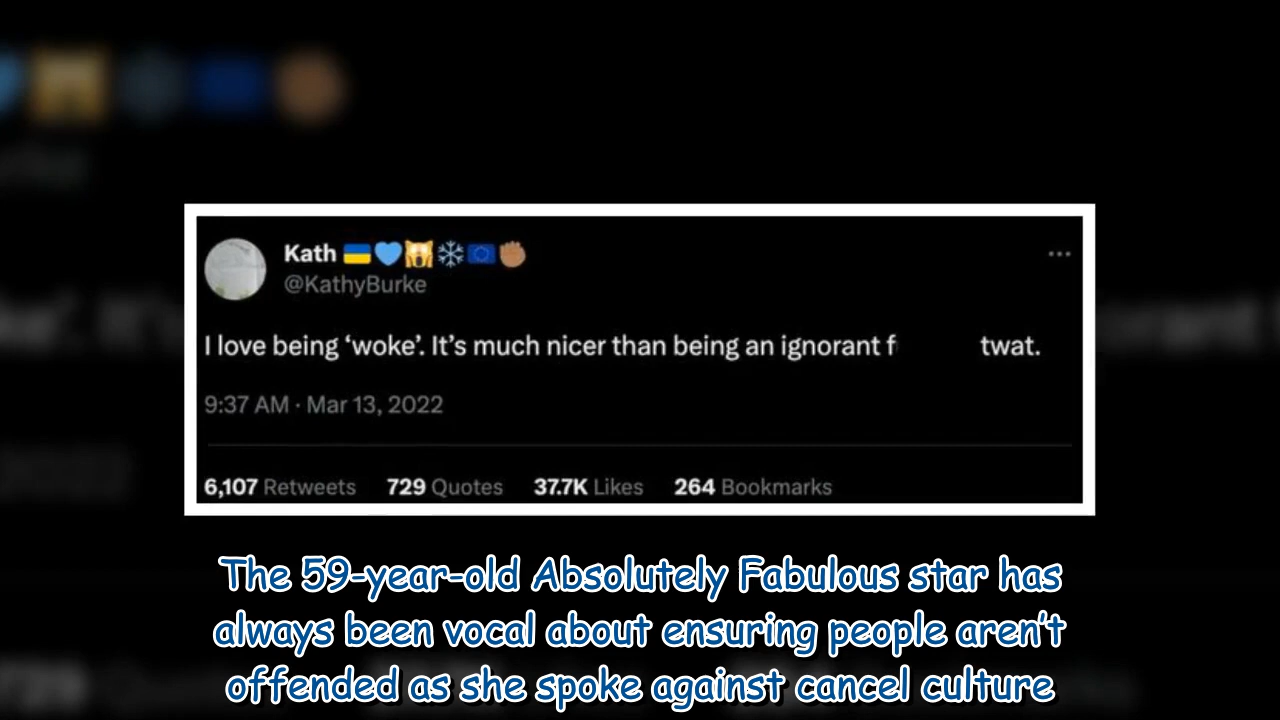 Kath 🇺🇦💙🙀❄️🇪🇺✊🏽
@KathyBurke
I love being ‘woke’. It’s much nicer than being an ignorant f twat.
9:37 AM · Mar 13, 2022
6,107 Retweets 729 Quotes 37.7K Likes 264 Bookmarks
The 59-year-old Absolutely Fabulous star has
always been vocal about ensuring people aren’t
offended as she spoke against cancel culture